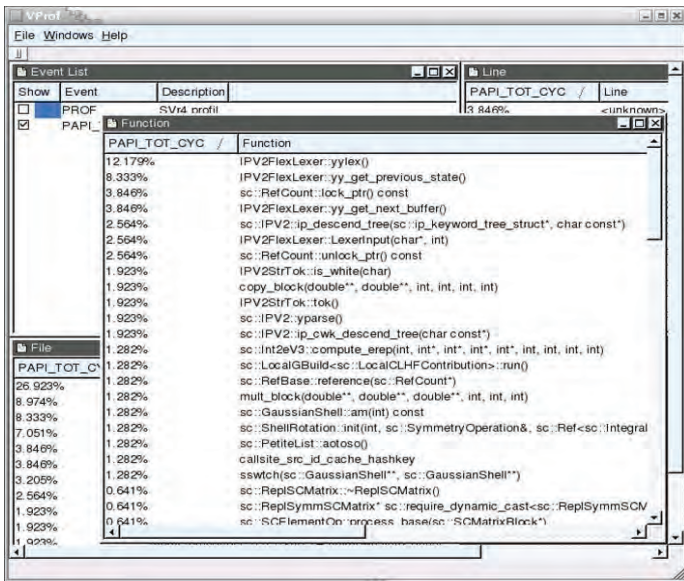 VProf
File Windows Help
Event List
Show Event Description
PROF SVr4 profil
PAPI_
Line
PAPI_TOT_CYC / Line
3.846% <unknown>
Function
PAPI_TOT_CYC / Function
12.179% IPV2FlexLexer::yylex()
8.333% IPV2FlexLexer::yy_get_previous_state()
3.846% sc::RefCount::lock_ptr() const
3.846% IPV2FlexLexer::yy_get_next_buffer()
2.564% sc::IPV2::ip_descend_tree(sc::ip_keyword_tree_struct*, char const*)
2.564% IPV2FlexLexer::LexerInput(char*, int)
2.564% sc::RefCount::unlock_ptr() const
1.923% IPV2StrTok::is_white(char)
1.923% copy_block(double**, double**, int, int, int, int)
1.923% IPV2StrTok::tok()
1.923% sc::IPV2::yparse()
1.923% sc::IPV2::ip_cwk_descend_tree(char const*)
1.282% sc::Int2eV3::compute_erep(int, int*, int*, int*, int*, int, int, int, int)
1.282% sc::LocalGBuild<sc::LocalCLHFContribution>::run()
1.282% sc::RefBase::reference(sc::RefCount*)
1.282% mult_block(double**, double**, double**, int, int, int)
1.282% sc::GaussianShell::am(int) const
1.282% sc::ShellRotation::init(int, sc::SymmetryOperation&, sc::Ref<sc::Integral
1.282% sc::PetiteList::aotoso()
1.282% callsite_src_id_cache_hashkey
1.282% sswtch(sc::GaussianShell**, sc::GaussianShell**)
0.641% sc::ReplSCMatrix::~ReplSCMatrix()
0.641% sc::ReplSymmSCMatrix* sc::require_dynamic_cast<sc::ReplSymmSCM
0.641% sc::SCElementOp::process_base(sc::SCMatrixBlock*)
File
PAPI_TOT_CY
26.923%
8.974%
8.333%
7.051%
3.846%
3.846%
3.205%
2.564%
1.923%
1.923%
1.923%